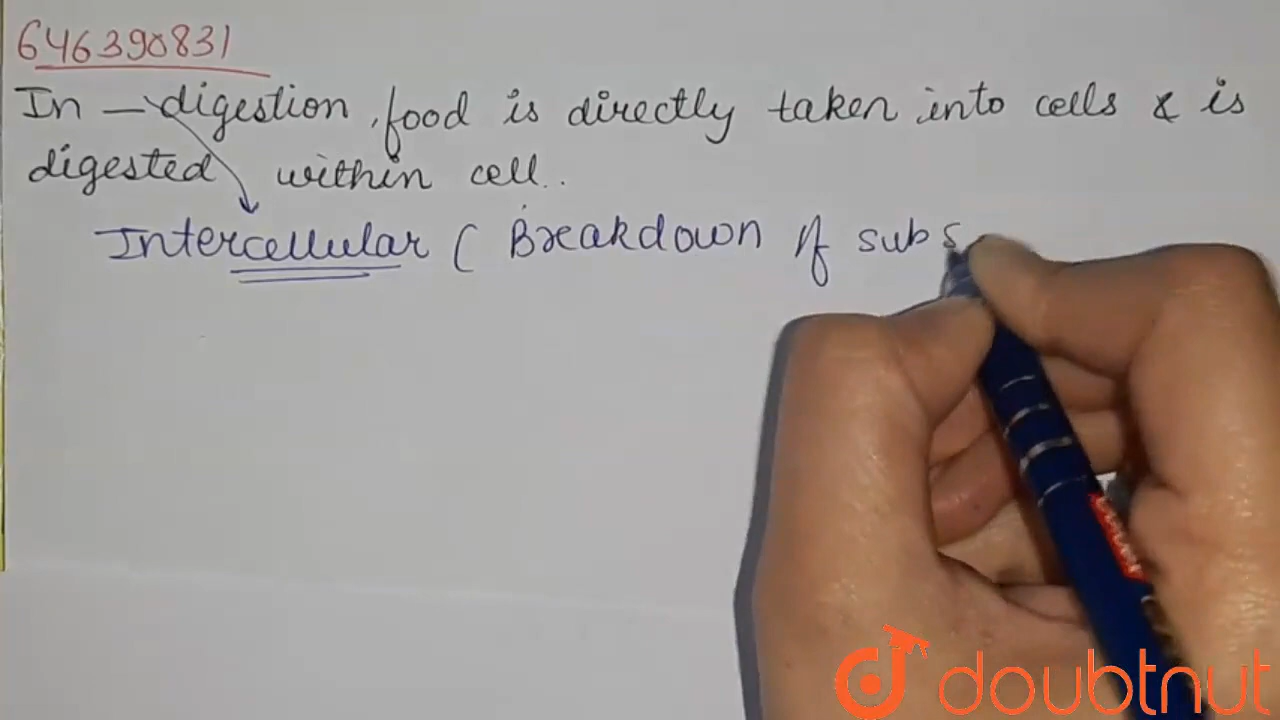 646390831
In — digestion, food is directly taken into cells & is
digested within cell..
Intercellular ( Breakdown of subs
doubtnut